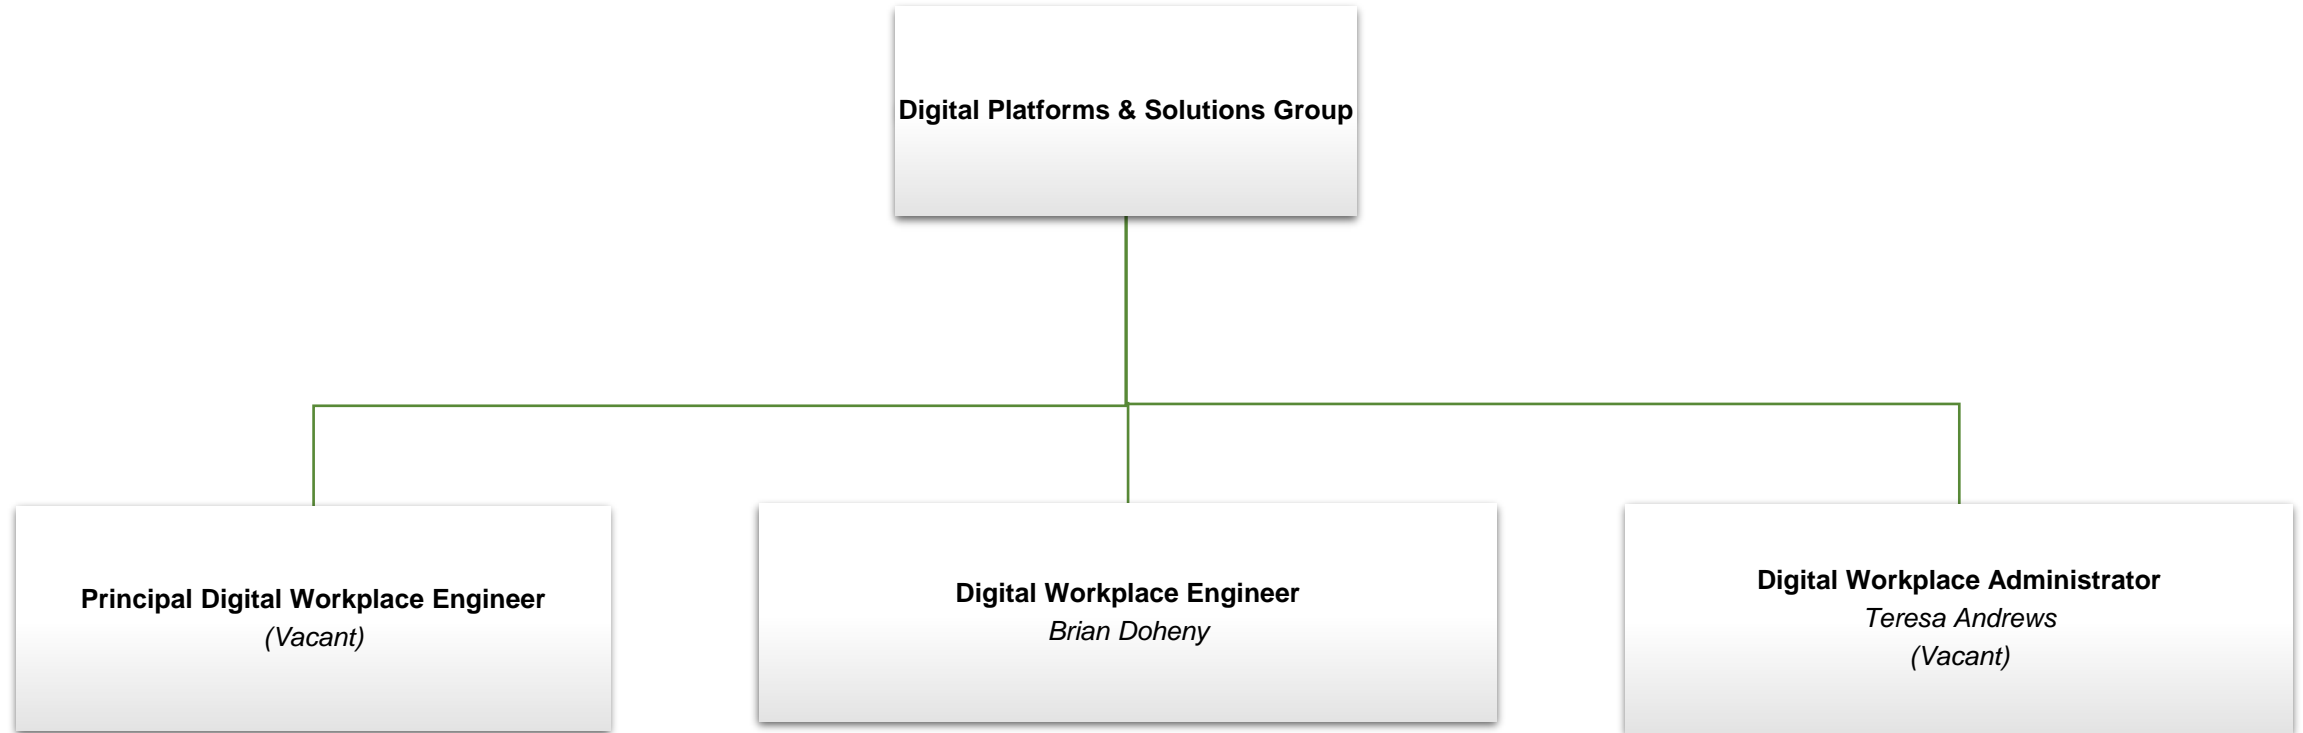 Digital Platforms & Solutions Group
Principal Digital Workplace Engineer
(Vacant)
Digital Workplace Engineer
Brian Doheny
Digital Workplace Administrator
Teresa Andrews
(Vacant)